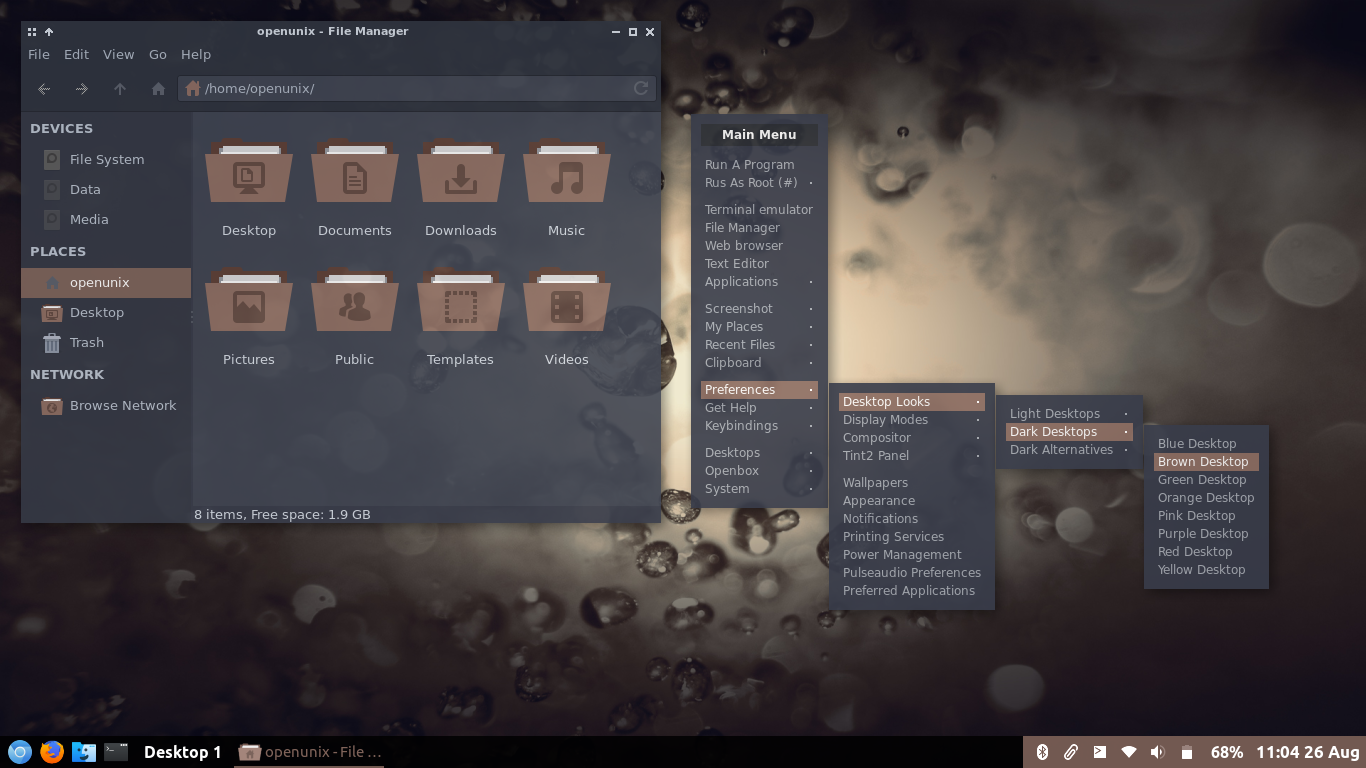 openunix - File Manager
File Edit View Go Help
/home/openunix/
DEVICES
File System
Data
Media
PLACES
openunix
Desktop
Trash
NETWORK
Browse Network
Desktop Documents Downloads Music
Pictures Public Templates Videos
8 items, Free space: 1.9 GB
Main Menu
Run A Program
Rus As Root (#)
Terminal emulator
File Manager
Web browser
Text Editor
Applications
Screenshot
My Places
Recent Files
Clipboard
Preferences
Get Help
Keybindings
Desktops
Openbox
System
Desktop Looks
Display Modes
Compositor
Tint2 Panel
Wallpapers
Appearance
Notifications
Printing Services
Power Management
Pulseaudio Preferences
Preferred Applications
Light Desktops
Dark Desktops
Dark Alternatives
Blue Desktop
Brown Desktop
Green Desktop
Orange Desktop
Pink Desktop
Purple Desktop
Red Desktop
Yellow Desktop
Desktop 1
openunix - File ...
68% 11:04 26 Aug